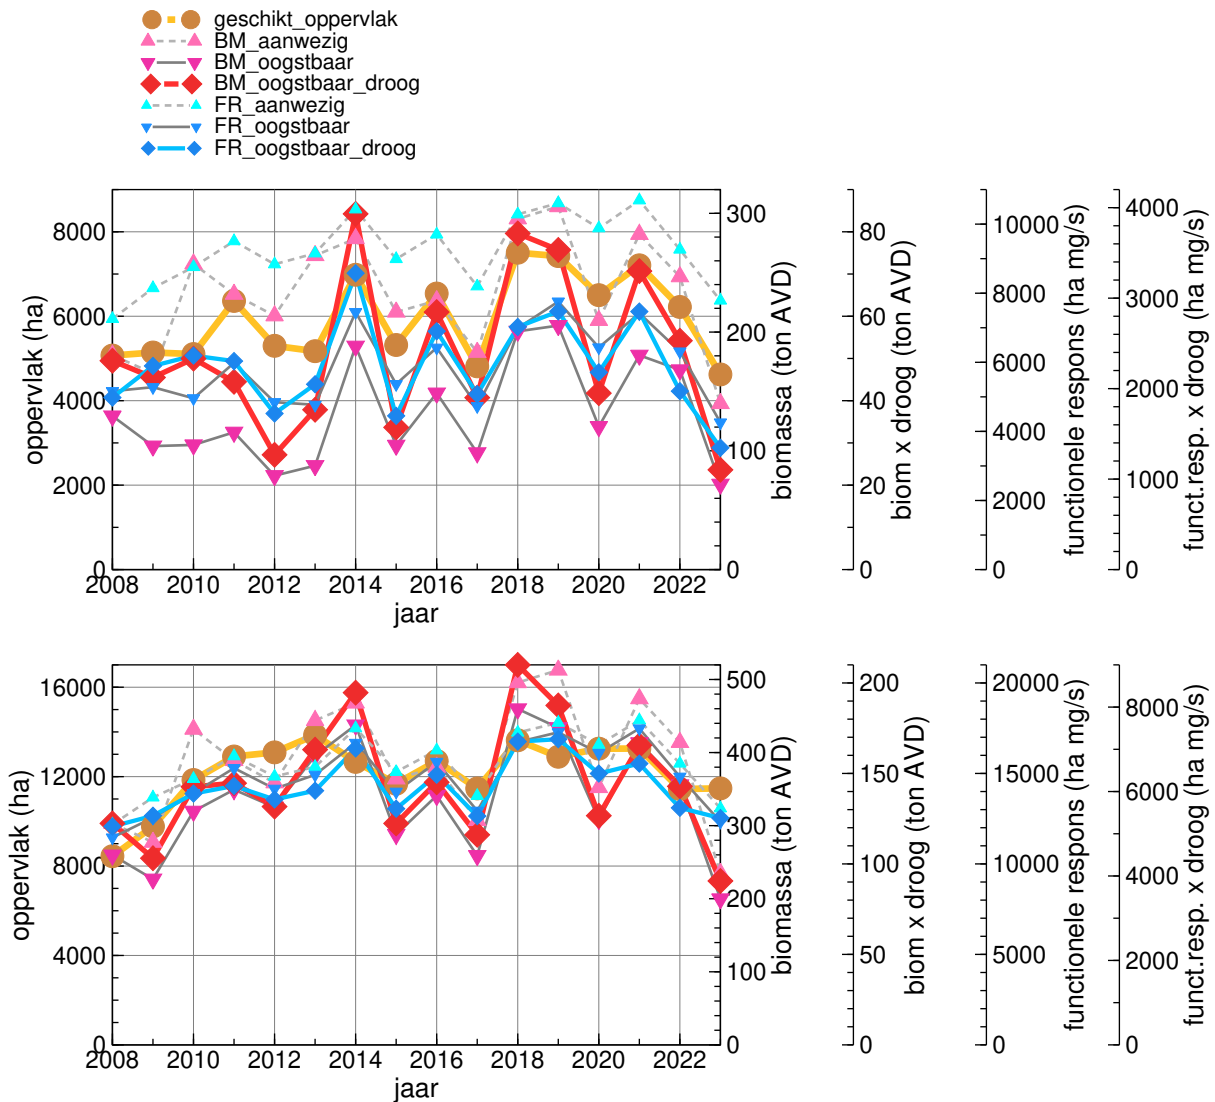 geschikt_oppervlak
BM_aanwezig
BM_oogstbaar
BM_oogstbaar_droog
FR_aanwezig
FR_oogstbaar
FR_oogstbaar_droog
8000
6000
4000
2000
0
oppervlak (ha)
2008 2010 2012 2014 2016 2018 2020 2022
jaar
300
200
100
0
biomassa (ton AVD)
80
60
40
20
0
biom x droog (ton AVD)
10000
8000
6000
4000
2000
0
functionele respons (ha mg/s)
4000
3000
2000
1000
0
funct.resp. x droog (ha mg/s)
16000
12000
8000
4000
0
oppervlak (ha)
2008 2010 2012 2014 2016 2018 2020 2022
jaar
500
400
300
200
100
0
biomassa (ton AVD)
200
150
100
50
0
biom x droog (ton AVD)
20000
15000
10000
5000
0
functionele respons (ha mg/s)
8000
6000
4000
2000
0
funct.resp. x droog (ha mg/s)